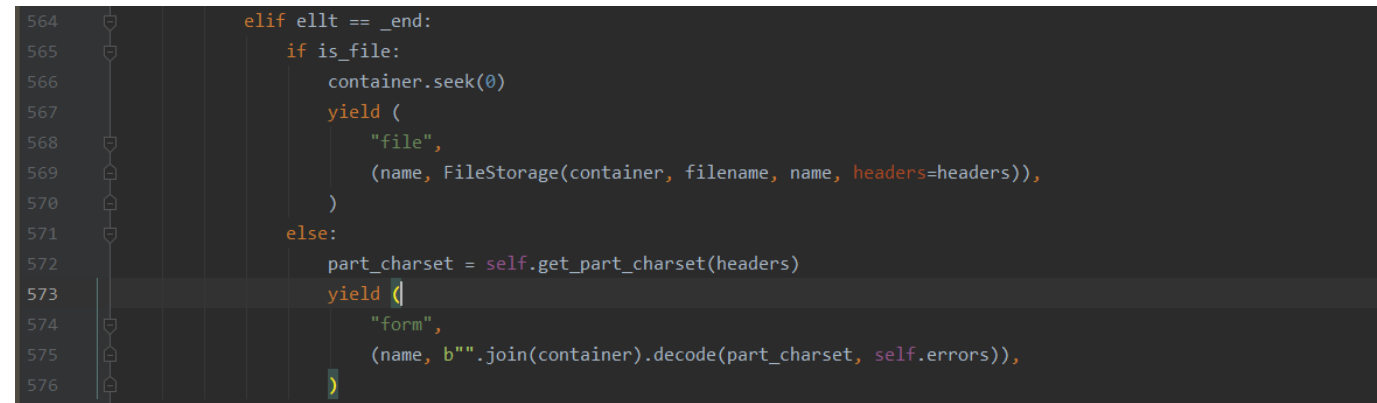 564 elif ellt == _end:
565 if is_file:
566 container.seek(0)
567 yield (
568 "file",
569 (name, FileStorage(container, filename, name, headers=headers)),
570 )
571 else:
572 part_charset = self.get_part_charset(headers)
573 yield (
574 "form",
575 (name, b"".join(container).decode(part_charset, self.errors)),
576 )